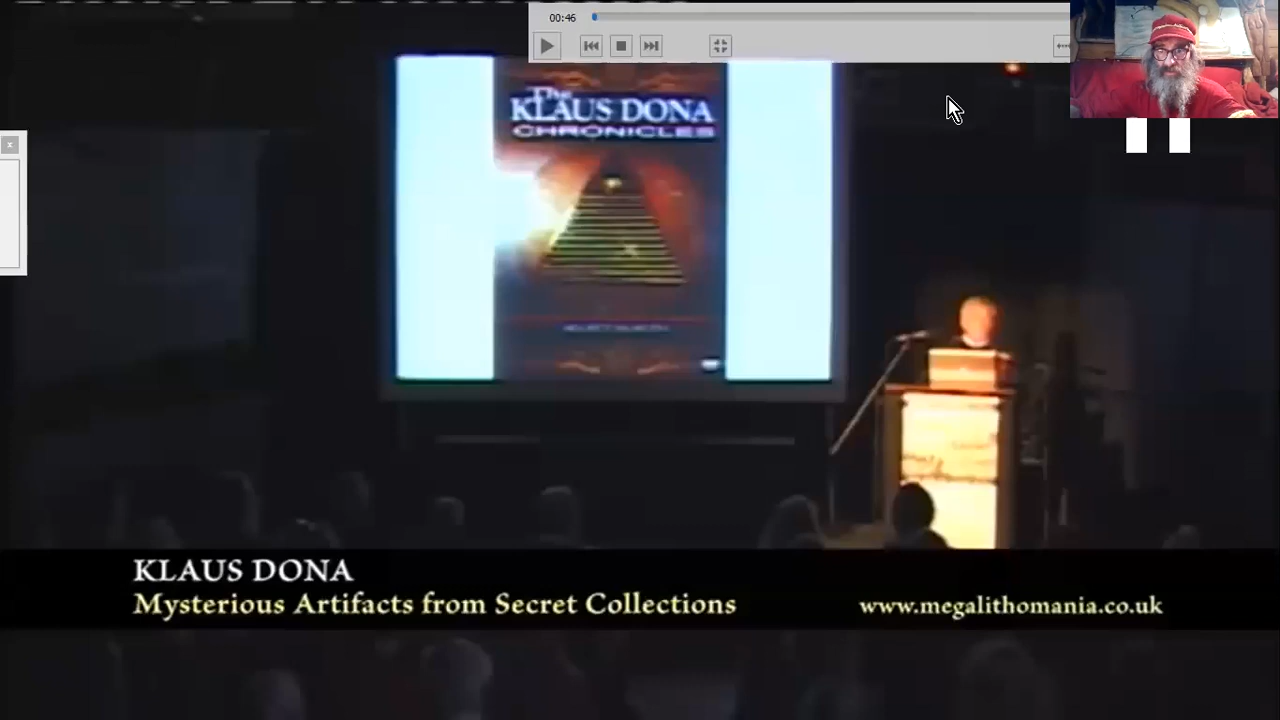 00:46
The
KLAUS DONA
CHRONICLES
KLAUS DONA
Mysterious Artifacts from Secret Collections
www.megalithomania.co.uk